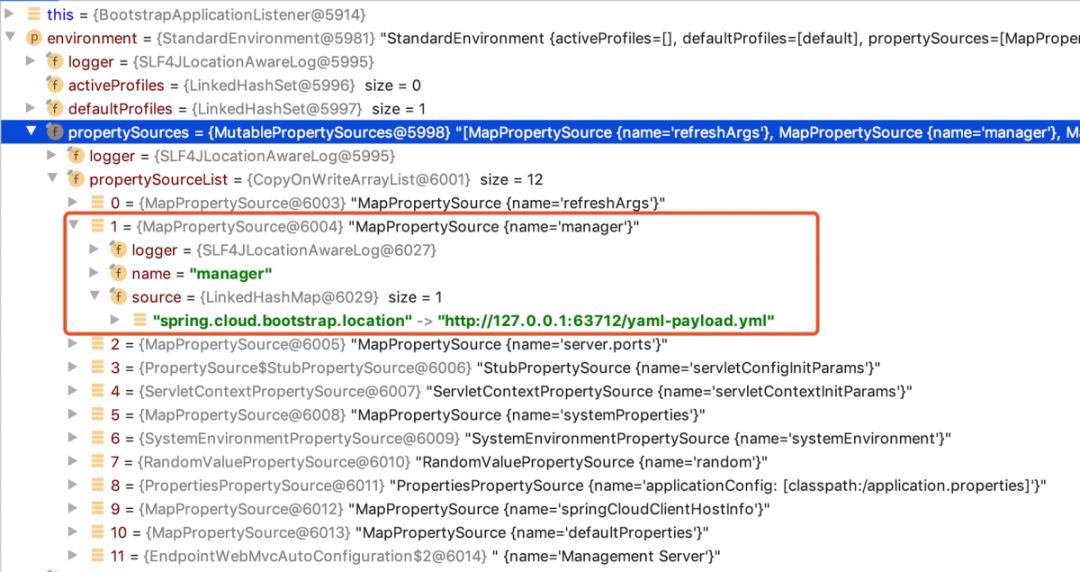 this = {BootstrapApplicationListener@5914}
p environment = {StandardEnvironment@5981} "StandardEnvironment {activeProfiles=[], defaultProfiles=[default], propertySources=[MapProper
f logger = {SLF4JLocationAwareLog@5995}
f activeProfiles = {LinkedHashSet@5996} size = 0
f defaultProfiles = {LinkedHashSet@5997} size = 1
f propertySources = {MutablePropertySources@5998} "[MapPropertySource {name='refreshArgs'}, MapPropertySource {name='manager'}, Ma
f logger = {SLF4JLocationAwareLog@5995}
f propertySourceList = {CopyOnWriteArrayList@6001} size = 12
0 = {MapPropertySource@6003} "MapPropertySource {name='refreshArgs'}"
1 = {MapPropertySource@6004} "MapPropertySource {name='manager'}"
f logger = {SLF4JLocationAwareLog@6027}
f name = "manager"
f source = {LinkedHashMap@6029} size = 1
"spring.cloud.bootstrap.location" -> "http://127.0.0.1:63712/yaml-payload.yml"
2 = {MapPropertySource@6005} "MapPropertySource {name='server.ports'}"
3 = {PropertySource$StubPropertySource@6006} "StubPropertySource {name='servletConfigInitParams'}"
4 = {ServletContextPropertySource@6007} "ServletContextPropertySource {name='servletContextInitParams'}"
5 = {MapPropertySource@6008} "MapPropertySource {name='systemProperties'}"
6 = {SystemEnvironmentPropertySource@6009} "SystemEnvironmentPropertySource {name='systemEnvironment'}"
7 = {RandomValuePropertySource@6010} "RandomValuePropertySource {name='random'}"
8 = {PropertiesPropertySource@6011} "PropertiesPropertySource {name='applicationConfig: [classpath:/application.properties]'}"
9 = {MapPropertySource@6012} "MapPropertySource {name='springCloudClientHostInfo'}"
10 = {MapPropertySource@6013} "MapPropertySource {name='defaultProperties'}"
11 = {EndpointWebMvcAutoConfiguration$2@6014} " {name='Management Server'}"